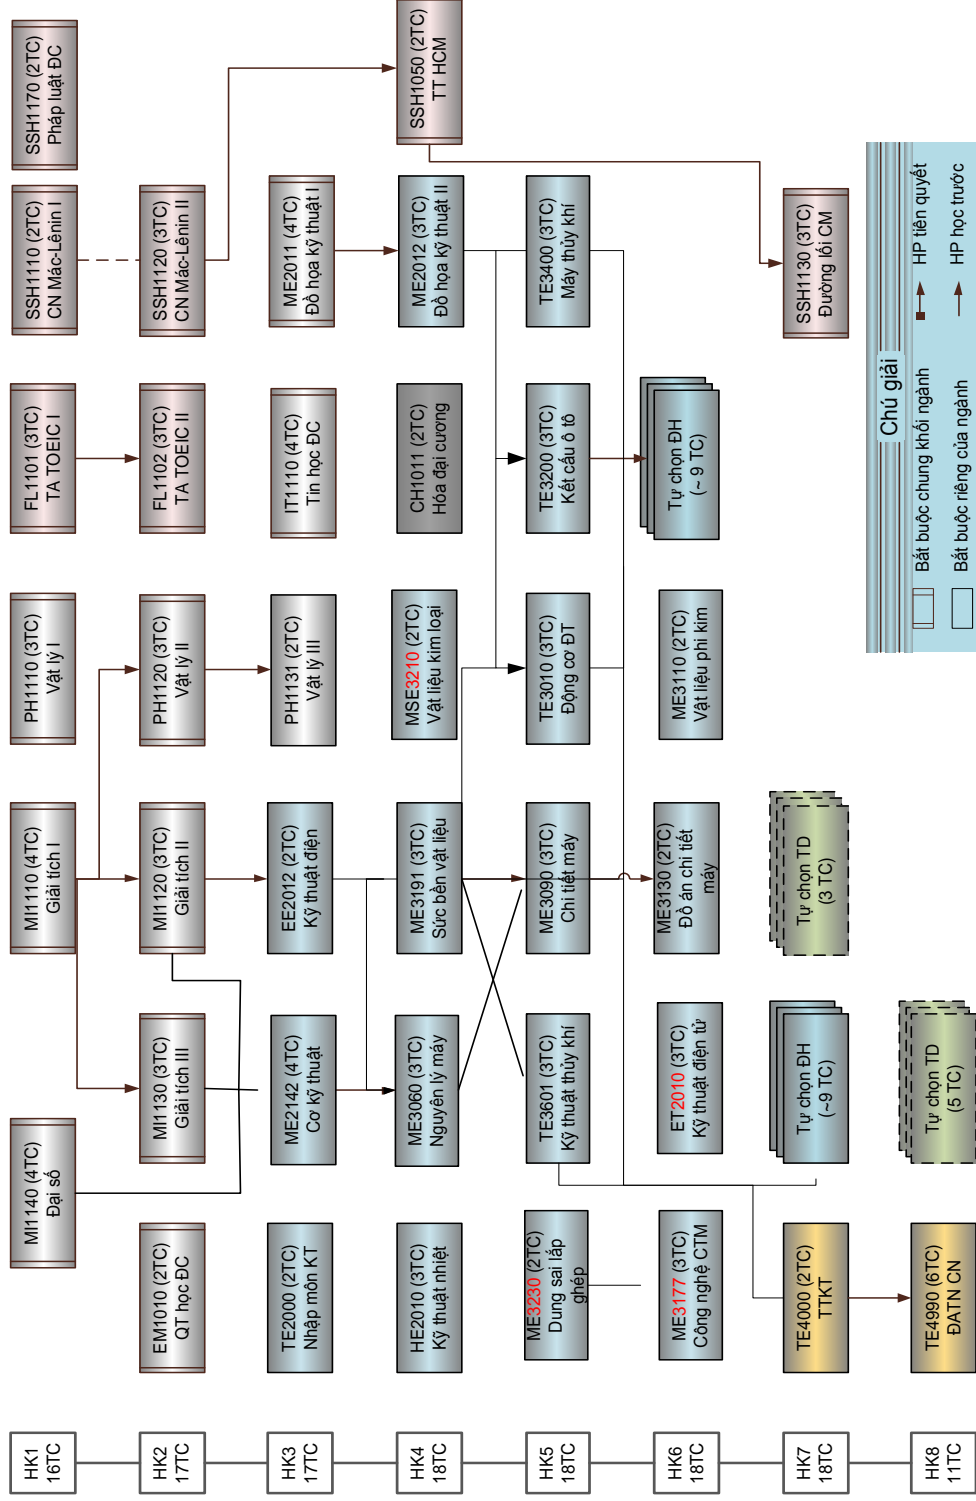 HK1
16TC
MI1140 (4TC)
Đại số
MI1110 (4TC)
Giải tích I
PH1110 (3TC)
Vật lý I
FL1101 (3TC)
TA TOEIC I
SSH1110 (2TC)
CN Mác-Lênin I
SSH1170 (2TC)
Pháp luật ĐC
HK2
17TC
EM1010 (2TC)
QT học ĐC
MI1130 (3TC)
Giải tích III
MI1120 (3TC)
Giải tích II
PH1120 (3TC)
Vật lý II
FL1102 (3TC)
TA TOEIC II
SSH1120 (3TC)
CN Mác-Lênin II
HK3
17TC
TE2000 (2TC)
Nhập môn KT
ME2142 (4TC)
Cơ kỹ thuật
EE2012 (2TC)
Kỹ thuật điện
PH1131 (2TC)
Vật lý III
IT1110 (4TC)
Tin học ĐC
ME2011 (4TC)
Đồ họa kỹ thuật I
HK4
18TC
HE2010 (3TC)
Kỹ thuật nhiệt
ME3060 (3TC)
Nguyên lý máy
ME3191 (3TC)
Sức bền vật liệu
MSE3210 (2TC)
Vật liệu kim loại
CH1011 (2TC)
Hóa đại cương
ME2012 (3TC)
Đồ họa kỹ thuật II
SSH1050 (2TC)
TT HCM
HK5
18TC
ME3230 (2TC)
Dung sai lắp
ghép
TE3601 (3TC)
Kỹ thuật thủy khí
ME3090 (3TC)
Chi tiết máy
TE3010 (3TC)
Động cơ ĐT
TE3200 (3TC)
Kết cấu ô tô
TE3400 (3TC)
Máy thủy khí
HK6
18TC
ME3177 (3TC)
Công nghệ CTM
ET2010 (3TC)
Kỹ thuật điện tử
ME3130 (2TC)
Đồ án chi tiết
máy
ME3110 (2TC)
Vật liệu phi kim
Tự chọn ĐH
(~ 9 TC)
HK7
18TC
TE4000 (2TC)
TTKT
Tự chọn ĐH
(~9 TC)
Tự chọn TD
(3 TC)
SSH1130 (3TC)
Đường lối CM
HK8
11TC
TE4990 (6TC)
ĐATN CN
Tự chọn TD
(5 TC)
Chú giải
Bắt buộc chung khối ngành
HP tiên quyết
Bắt buộc riêng của ngành
HP học trước